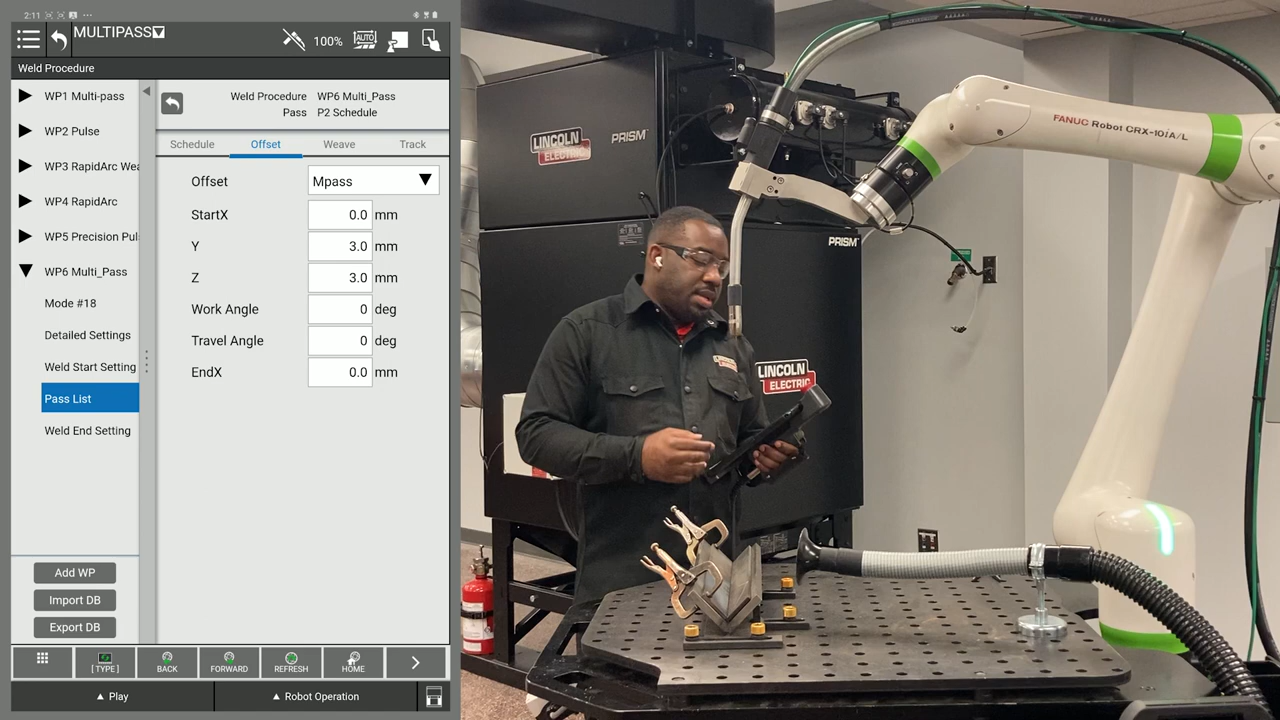 2:11
MULTIPASS
100%
AUTO
Weld Procedure
WP1 Multi-pass
WP2 Pulse
WP3 RapidArc Wea
WP4 RapidArc
WP5 Precision Pul
WP6 Multi_Pass
Mode #18
Detailed Settings
Weld Start Setting
Pass List
Weld End Setting
Add WP
Import DB
Export DB
Weld Procedure WP6 Multi_Pass
Pass P2 Schedule
Schedule Offset Weave Track
Offset Mpass
StartX 0.0 mm
Y 3.0 mm
Z 3.0 mm
Work Angle 0 deg
Travel Angle 0 deg
EndX 0.0 mm
[ TYPE ] BACK FORWARD REFRESH HOME
Play Robot Operation
LINCOLN
ELECTRIC
PRISM
FANUC Robot CRX-10iA/L
PRISM
LINCOLN
ELECTRIC